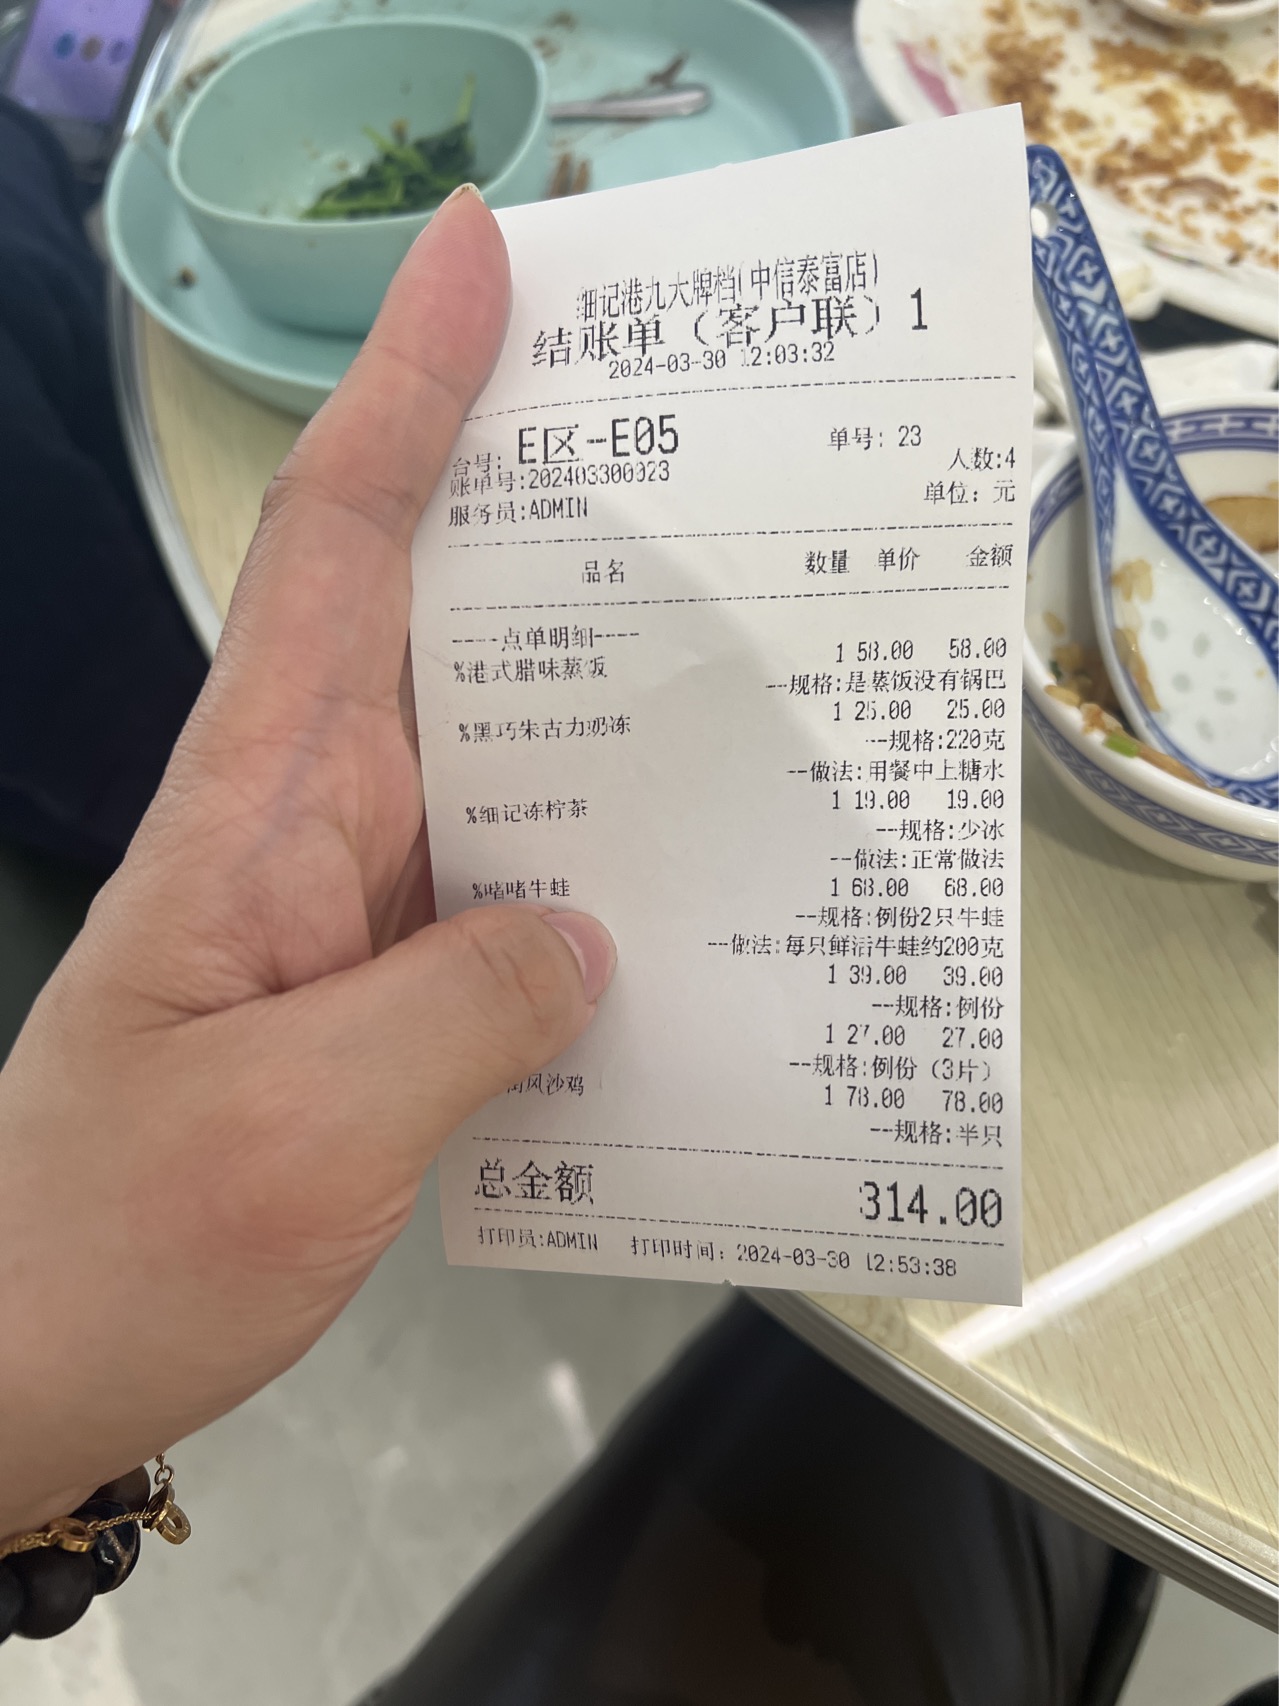 细记港九大牌档(中信泰富店)
结账单（客户联）1
2024-03-30 12:03:32
台号: E区-E05 单号: 23
账单号:202403300023 人数:4
服务员:ADMIN 单位: 元
品名 数量 单价 金额
----点单明细----
%港式腊味蒸饭 1 58.00 58.00
--规格:是蒸饭没有锅巴
%黑巧朱古力奶冻 1 25.00 25.00
--规格:220克
--做法:用餐中上糖水
%细记冻柠茶 1 19.00 19.00
--规格:少冰
--做法:正常做法
%啫啫牛蛙 1 68.00 68.00
--规格:例份2只牛蛙
--做法:每只鲜活牛蛙约200克
1 39.00 39.00
--规格:例份
1 27.00 27.00
--规格:例份（3片）
风沙鸡 1 78.00 78.00
--规格:半只
总金额 314.00
打印员:ADMIN 打印时间: 2024-03-30 12:53:38